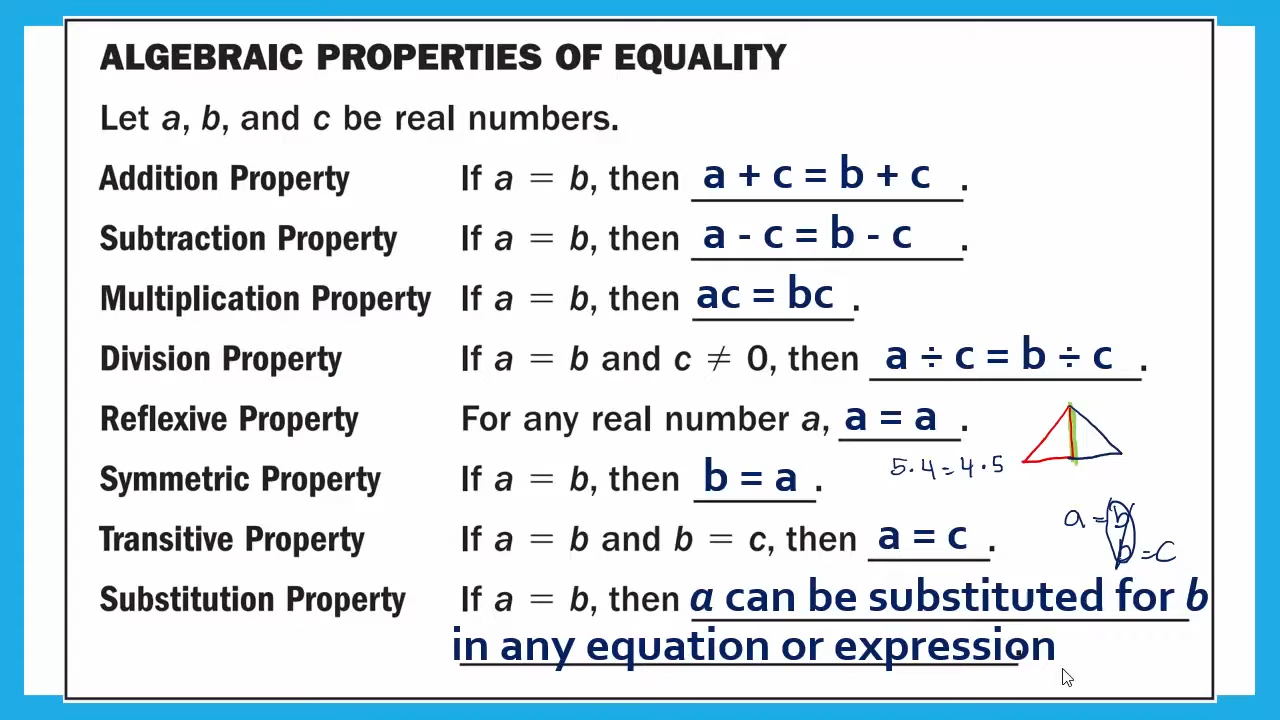 ALGEBRAIC PROPERTIES OF EQUALITY
Let a, b, and c be real numbers.
Addition Property If a = b, then a + c = b + c.
Subtraction Property If a = b, then a - c = b - c.
Multiplication Property If a = b, then ac = bc.
Division Property If a = b and c ≠ 0, then a ÷ c = b ÷ c.
Reflexive Property For any real number a, a = a.
5 · 4 = 4 · 5
Symmetric Property If a = b, then b = a.
a = b
Transitive Property If a = b and b = c, then a = c.
b = c
Substitution Property If a = b, then a can be substituted for b
in any equation or expression.